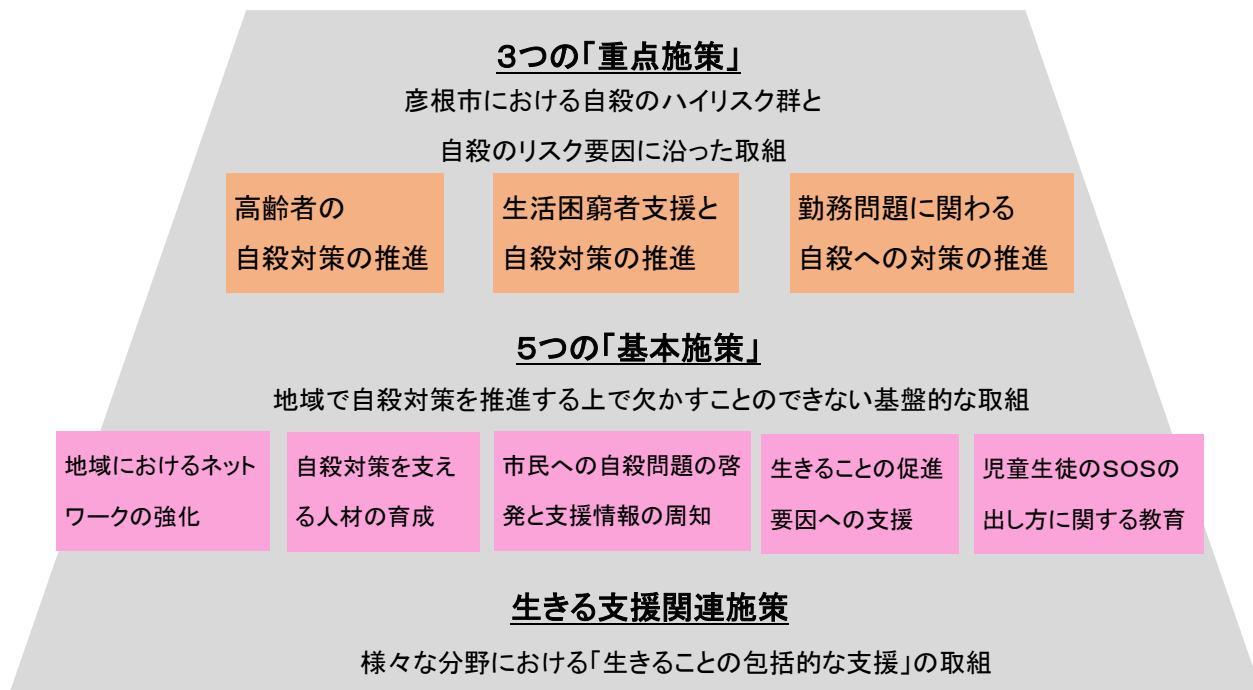 3つの「重点施策」
彦根市における自殺のハイリスク群と
自殺のリスク要因に沿った取組
高齢者の
自殺対策の推進
生活困窮者支援と
自殺対策の推進
勤務問題に関わる
自殺への対策の推進
5つの「基本施策」
地域で自殺対策を推進する上で欠かすことのできない基盤的な取組
地域におけるネット
ワークの強化
自殺対策を支え
る人材の育成
市民への自殺問題の啓
発と支援情報の周知
生きることの促進
要因への支援
児童生徒のSOSの
出し方に関する教育
生きる支援関連施策
様々な分野における「生きることの包括的な支援」の取組